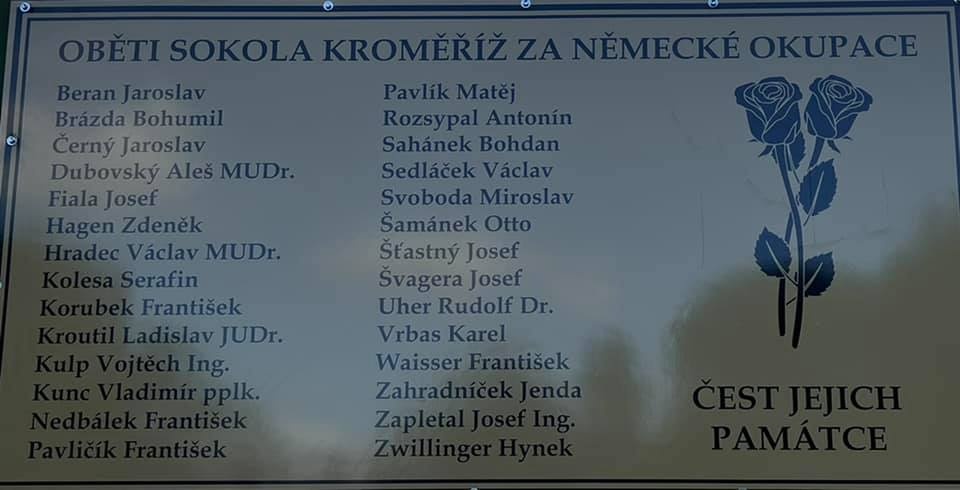 OBĚTI SOKOLA KROMĚŘÍŽ ZA NĚMECKÉ OKUPACE
Beran Jaroslav
Brázda Bohumil
Černý Jaroslav
Dubovský Aleš MUDr.
Fiala Josef
Hagen Zdeněk
Hradec Václav MUDr.
Kolesa Serafin
Korubek František
Kroutil Ladislav JUDr.
Kulp Vojtěch Ing.
Kunc Vladimír pplk.
Nedbálek František
Pavličík František
Pavlík Matěj
Rozsypal Antonín
Sahánek Bohdan
Sedláček Václav
Svoboda Miroslav
Šamánek Otto
Šťastný Josef
Švagera Josef
Uher Rudolf Dr.
Vrbas Karel
Waisser František
Zahradníček Jenda
Zapletal Josef Ing.
Zwillinger Hynek
ČEST JEJICH
PAMÁTCE